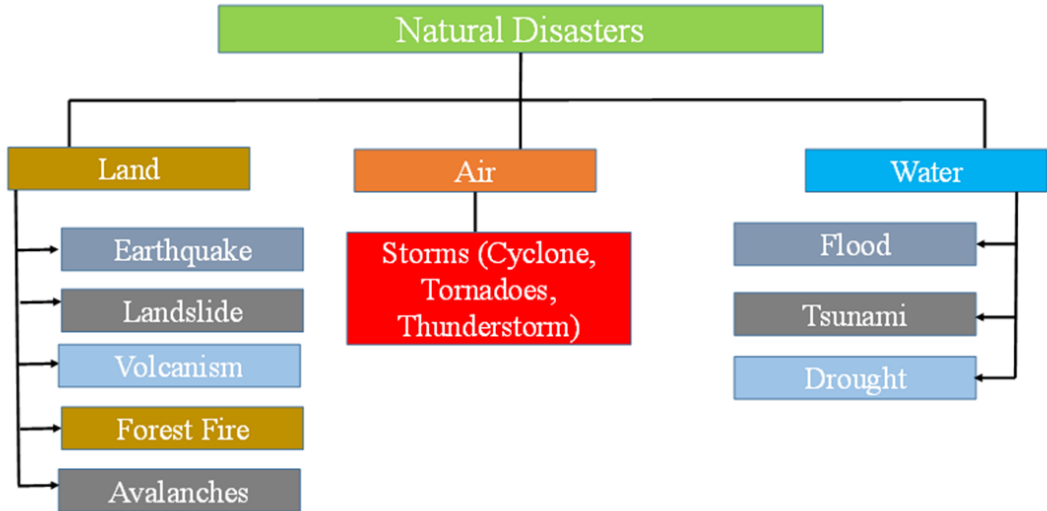 Natural Disasters
Land
Air
Water
Earthquake
Landslide
Volcanism
Forest Fire
Avalanches
Storms (Cyclone,
Tornadoes,
Thunderstorm)
Flood
Tsunami
Drought